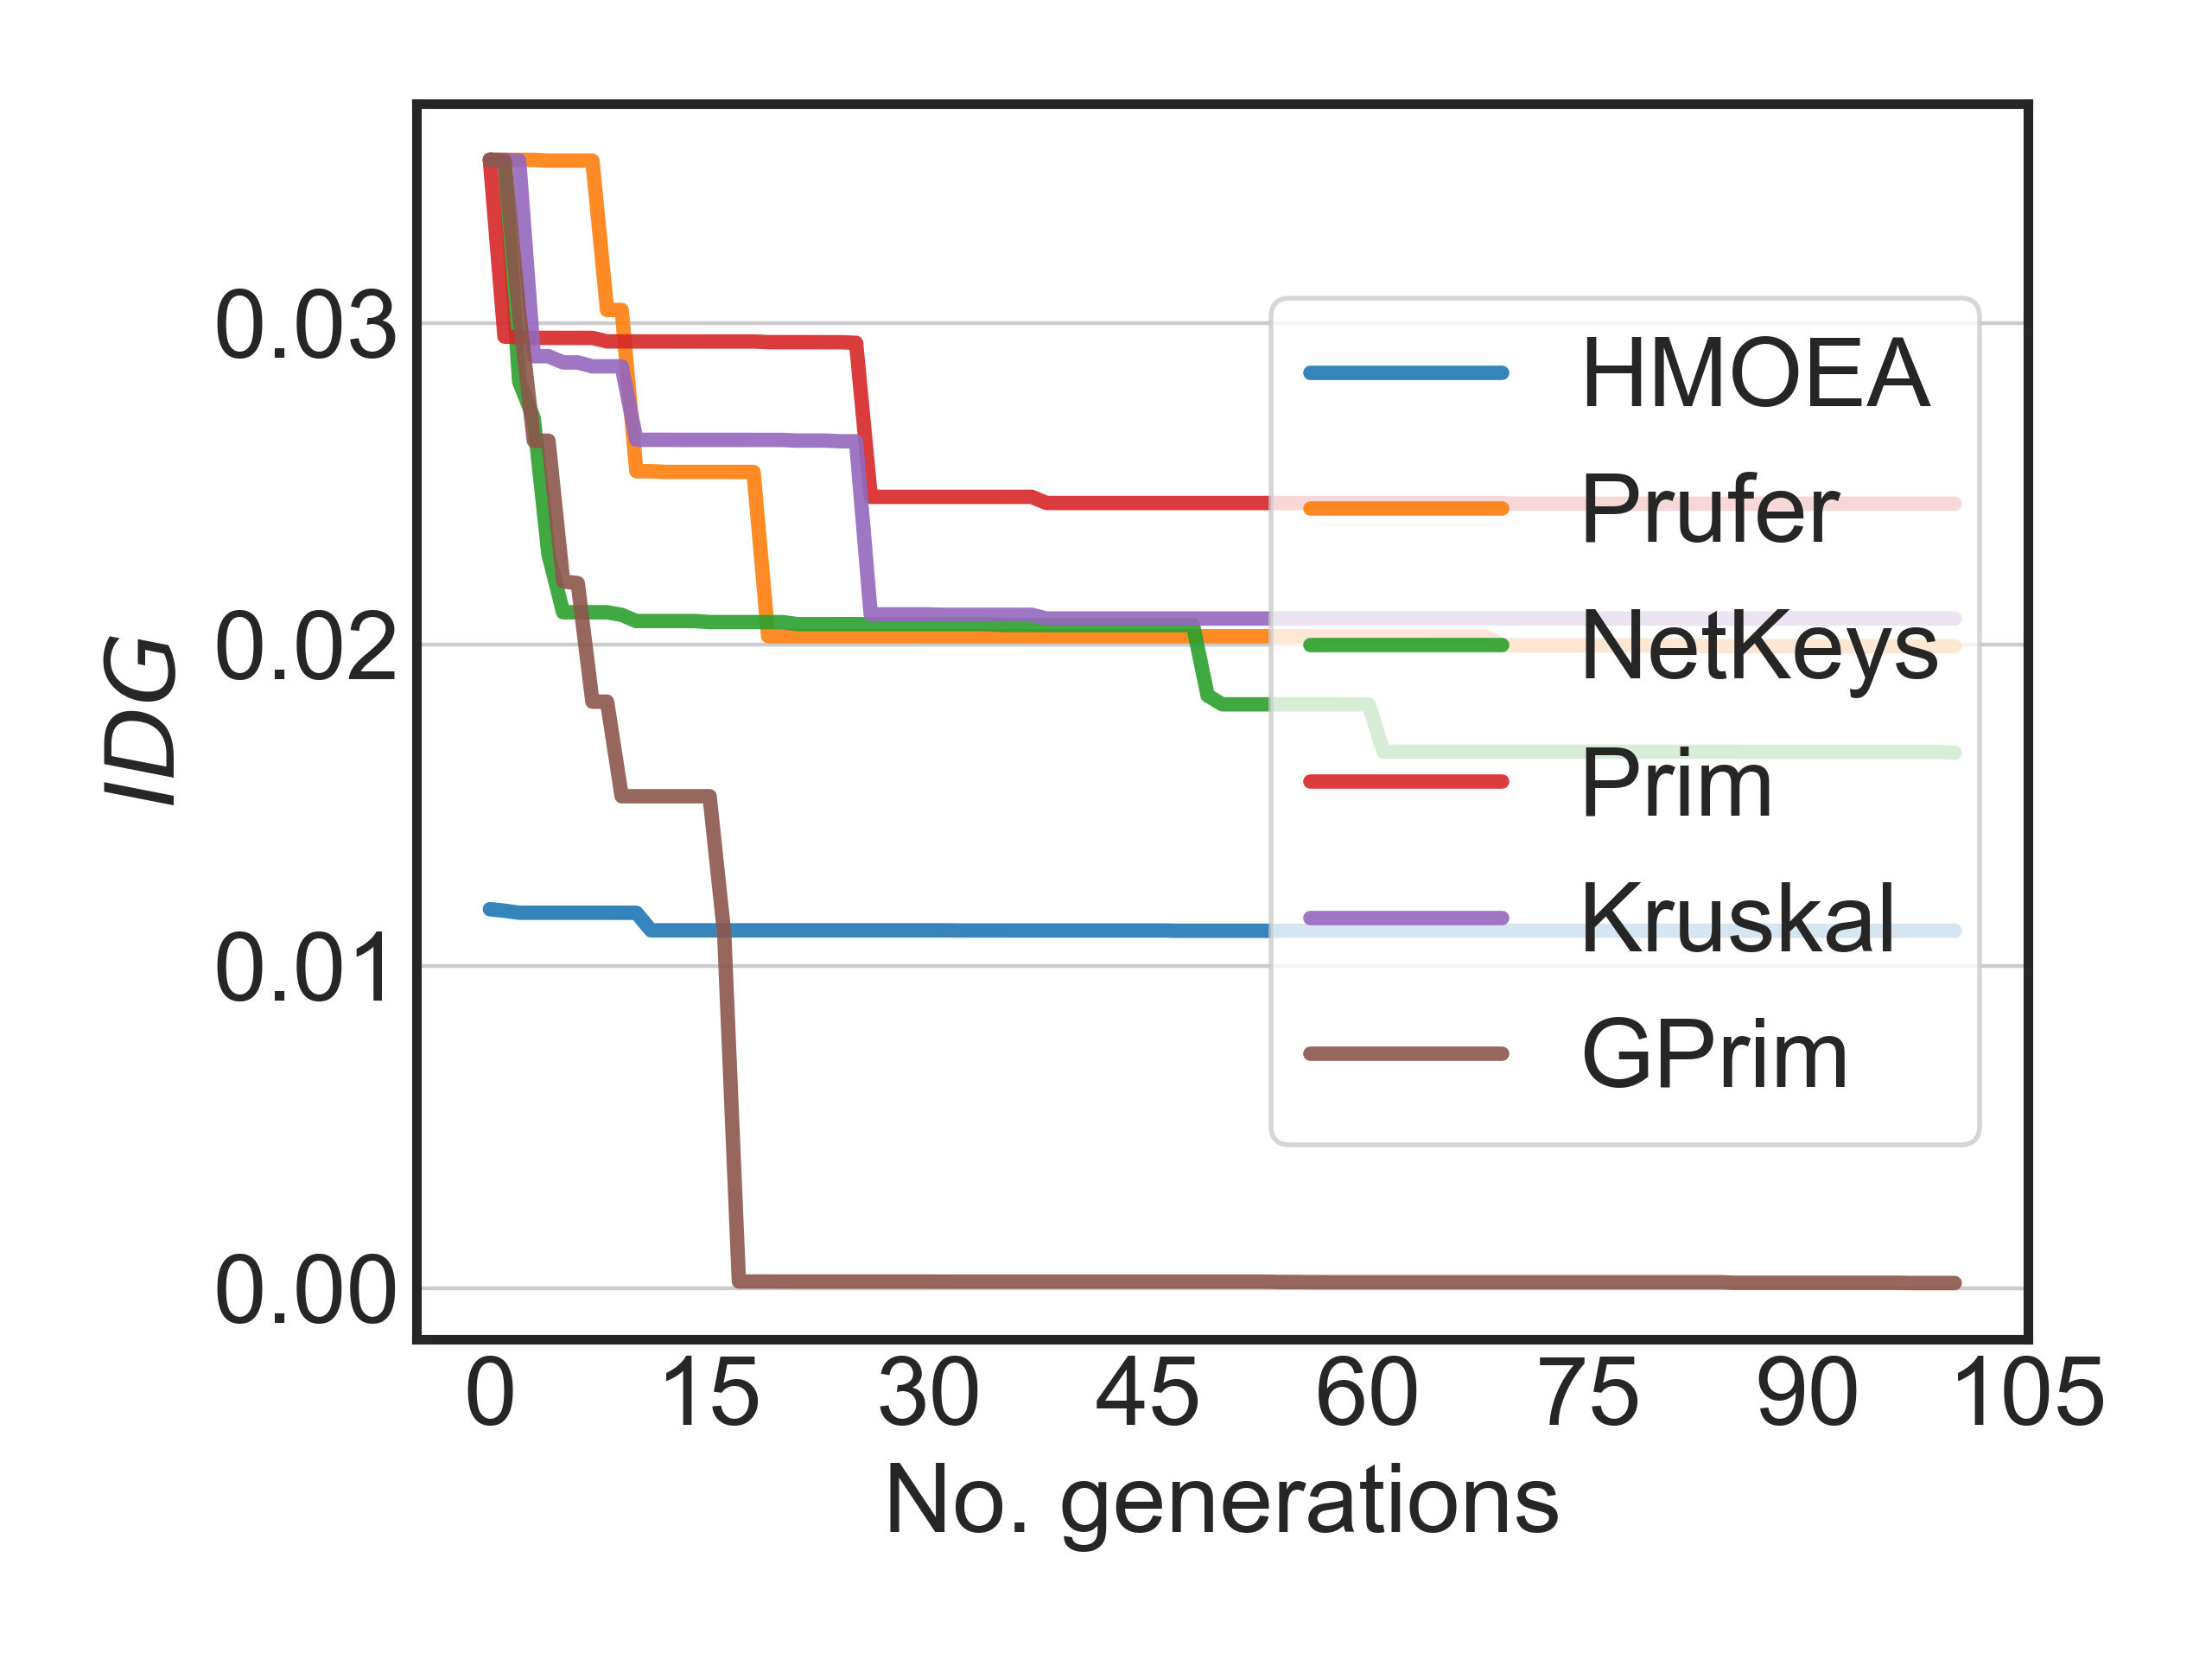 IDG
0.03
0.02
0.01
0.00
0 15 30 45 60 75 90 105
No. generations
HMOEA
Prufer
NetKeys
Prim
Kruskal
GPrim